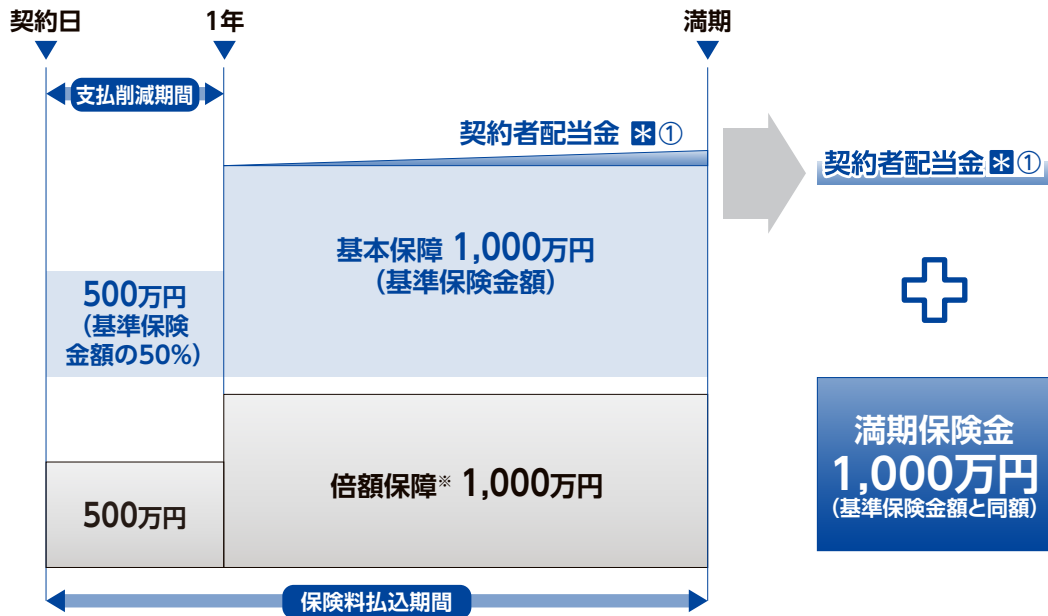 契約日
1年
満期
支払削減期間
契約者配当金 *①
基本保障 1,000万円
(基準保険金額)
500万円
(基準保険
金額の50%)
倍額保障※ 1,000万円
500万円
保険料払込期間
契約者配当金*①
満期保険金
1,000万円
(基準保険金額と同額)